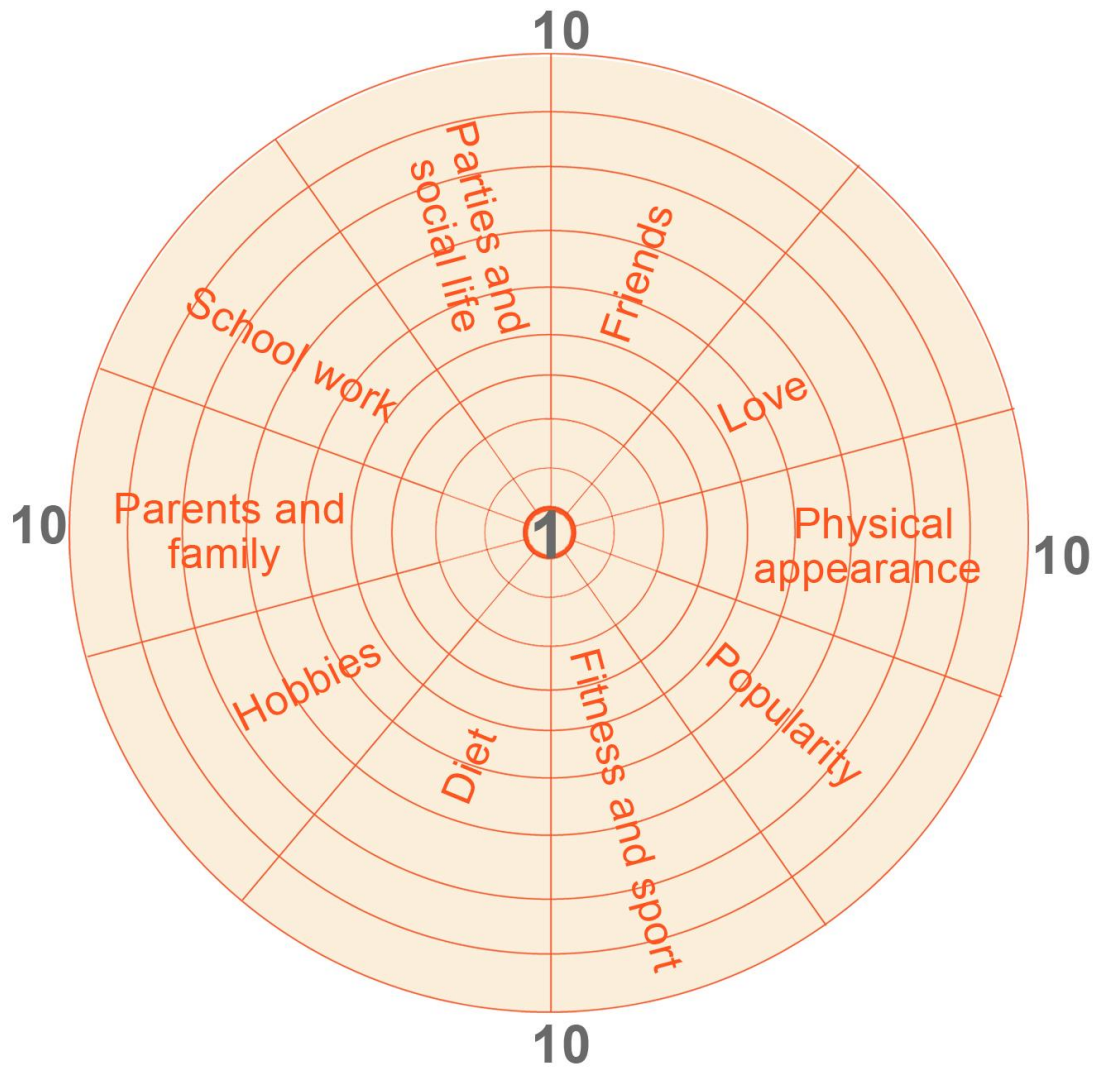 10
Parties and
social life
Friends
School work
Love
Parents and
family
10
1
Physical
appearance
10
Hobbies
Popularity
Diet
Fitness and sport
10